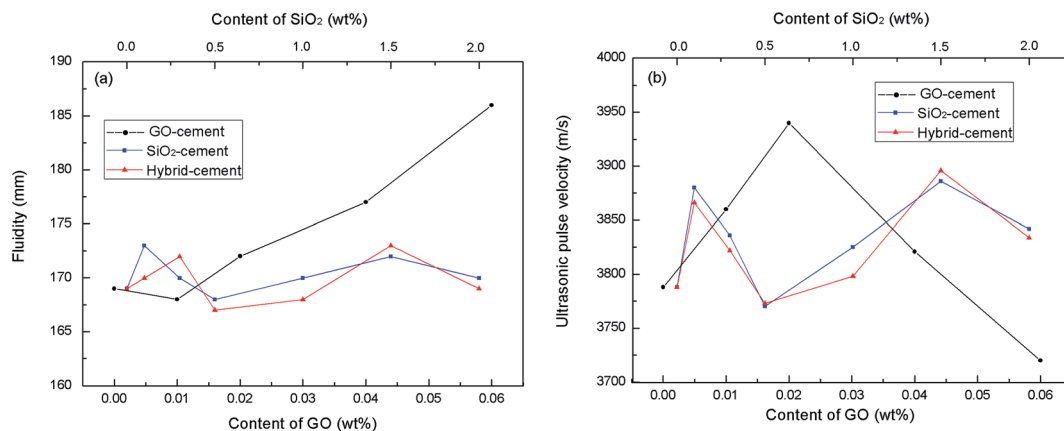 Content of SiO₂ (wt%)
0.0 0.5 1.0 1.5 2.0
(a)
Fluidity (mm)
190
185
180
175
170
165
160
GO-cement
SiO₂-cement
Hybrid-cement
0.00 0.01 0.02 0.03 0.04 0.05 0.06
Content of GO (wt%)
Content of SiO₂ (wt%)
0.0 0.5 1.0 1.5 2.0
(b)
Ultrasonic pulse velocity (m/s)
4000
3950
3900
3850
3800
3750
3700
GO-cement
SiO₂-cement
Hybrid-cement
0.00 0.01 0.02 0.03 0.04 0.05 0.06
Content of GO (wt%)